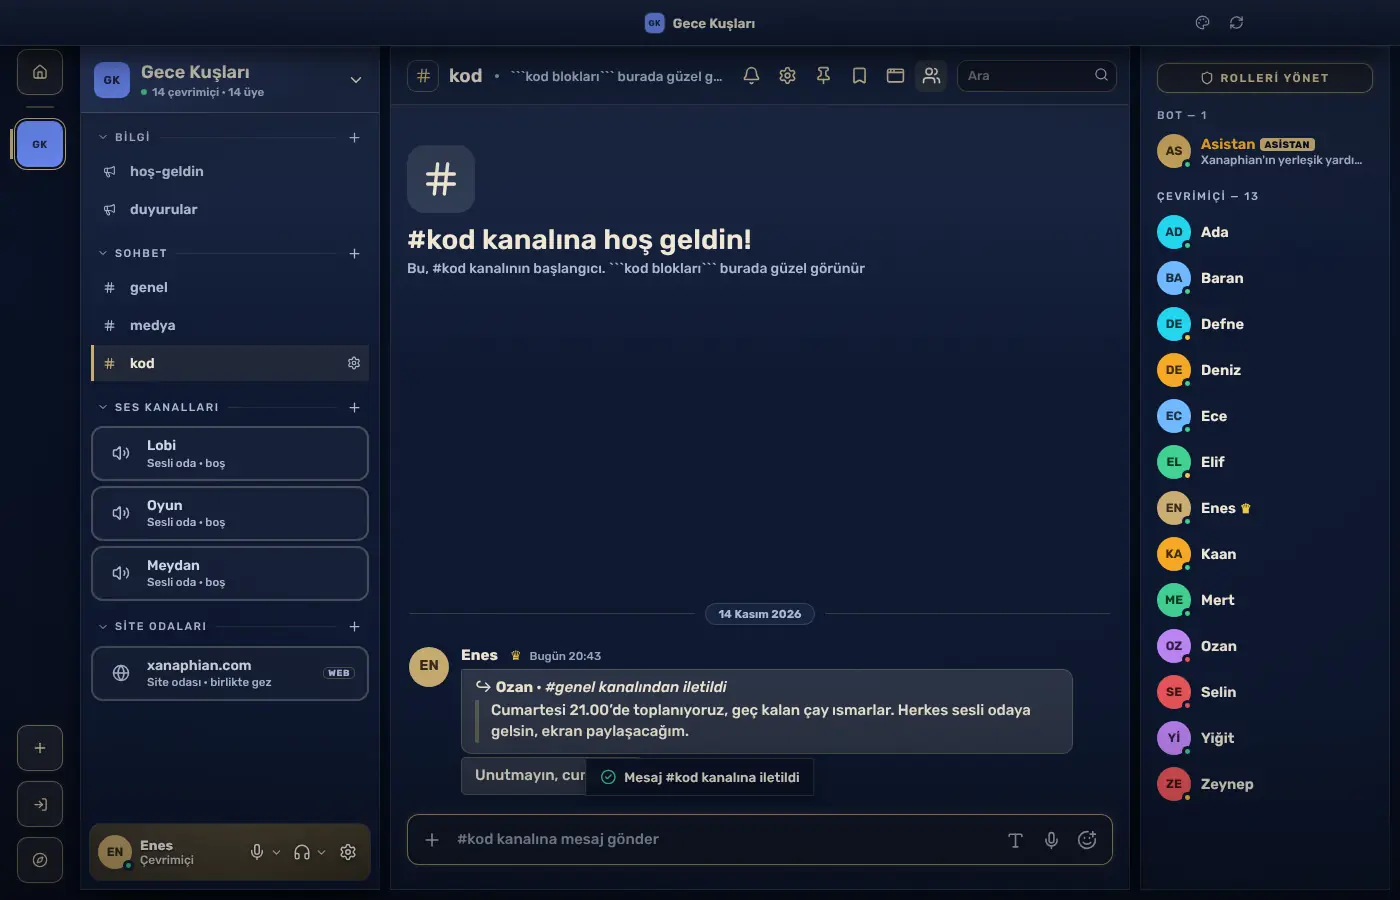 GK Gece Kuşları
GK
GK
Gece Kuşları
14 çevrimiçi · 14 üye
BİLGİ
hoş-geldin
duyurular
SOHBET
# genel
# medya
# kod
SES KANALLARI
Lobi
Sesli oda · boş
Oyun
Sesli oda · boş
Meydan
Sesli oda · boş
SİTE ODALARI
xanaphian.com
Site odası · birlikte gez
WEB
EN
Enes
Çevrimiçi
# kod • ```kod blokları``` burada güzel g...
Ara
#
#kod kanalına hoş geldin!
Bu, #kod kanalının başlangıcı. ```kod blokları``` burada güzel görünür
14 Kasım 2026
EN
Enes Bugün 20:43
Ozan · #genel kanalından iletildi
Cumartesi 21.00’de toplanıyoruz, geç kalan çay ısmarlar. Herkes sesli odaya
gelsin, ekran paylaşacağım.
Unutmayın, cur
Mesaj #kod kanalına iletildi
#kod kanalına mesaj gönder
ROLLERİ YÖNET
BOT — 1
AS
Asistan ASİSTAN
Xanaphian'ın yerleşik yardı...
ÇEVRİMİÇİ — 13
AD Ada
BA Baran
DE Defne
DE Deniz
EC Ece
EL Elif
EN Enes
KA Kaan
ME Mert
OZ Ozan
SE Selin
Yİ Yiğit
ZE Zeynep